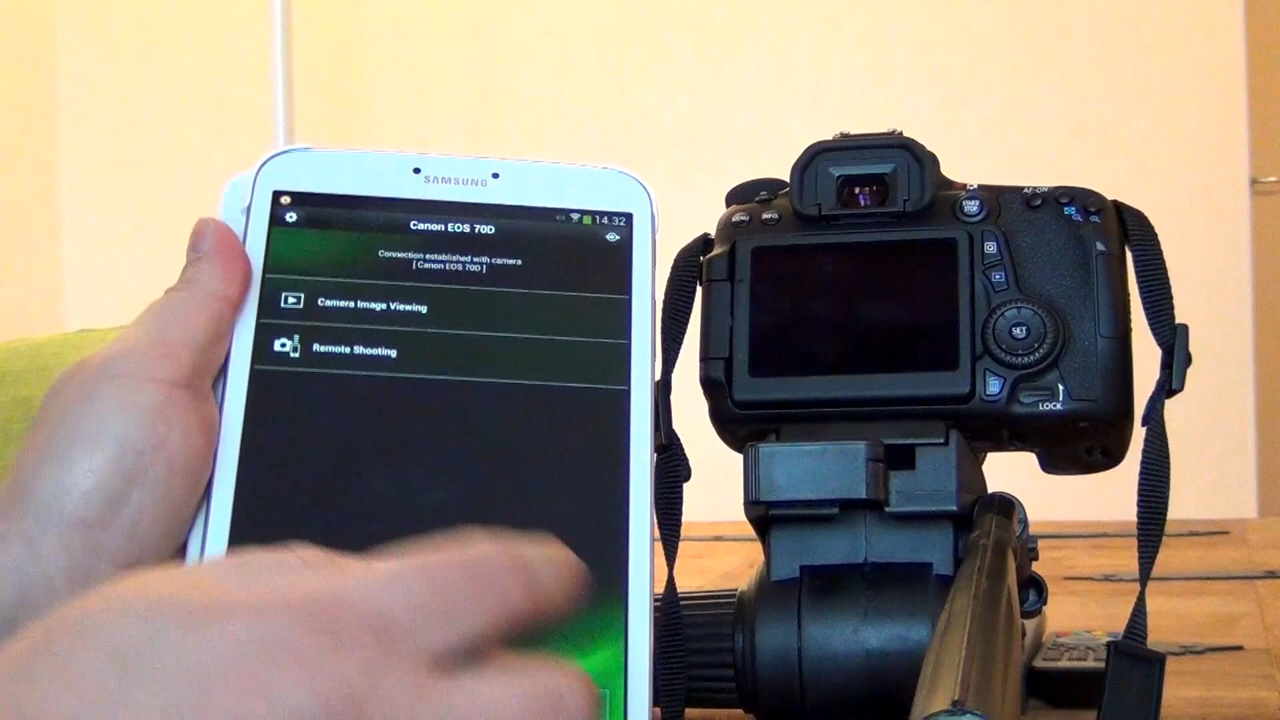 SAMSUNG
14.32
Canon EOS 70D
Connection established with camera
[ Canon EOS 70D ]
Camera Image Viewing
Remote Shooting
MENU
INFO.
START/
STOP
AF-ON
Q
SET
LOCK